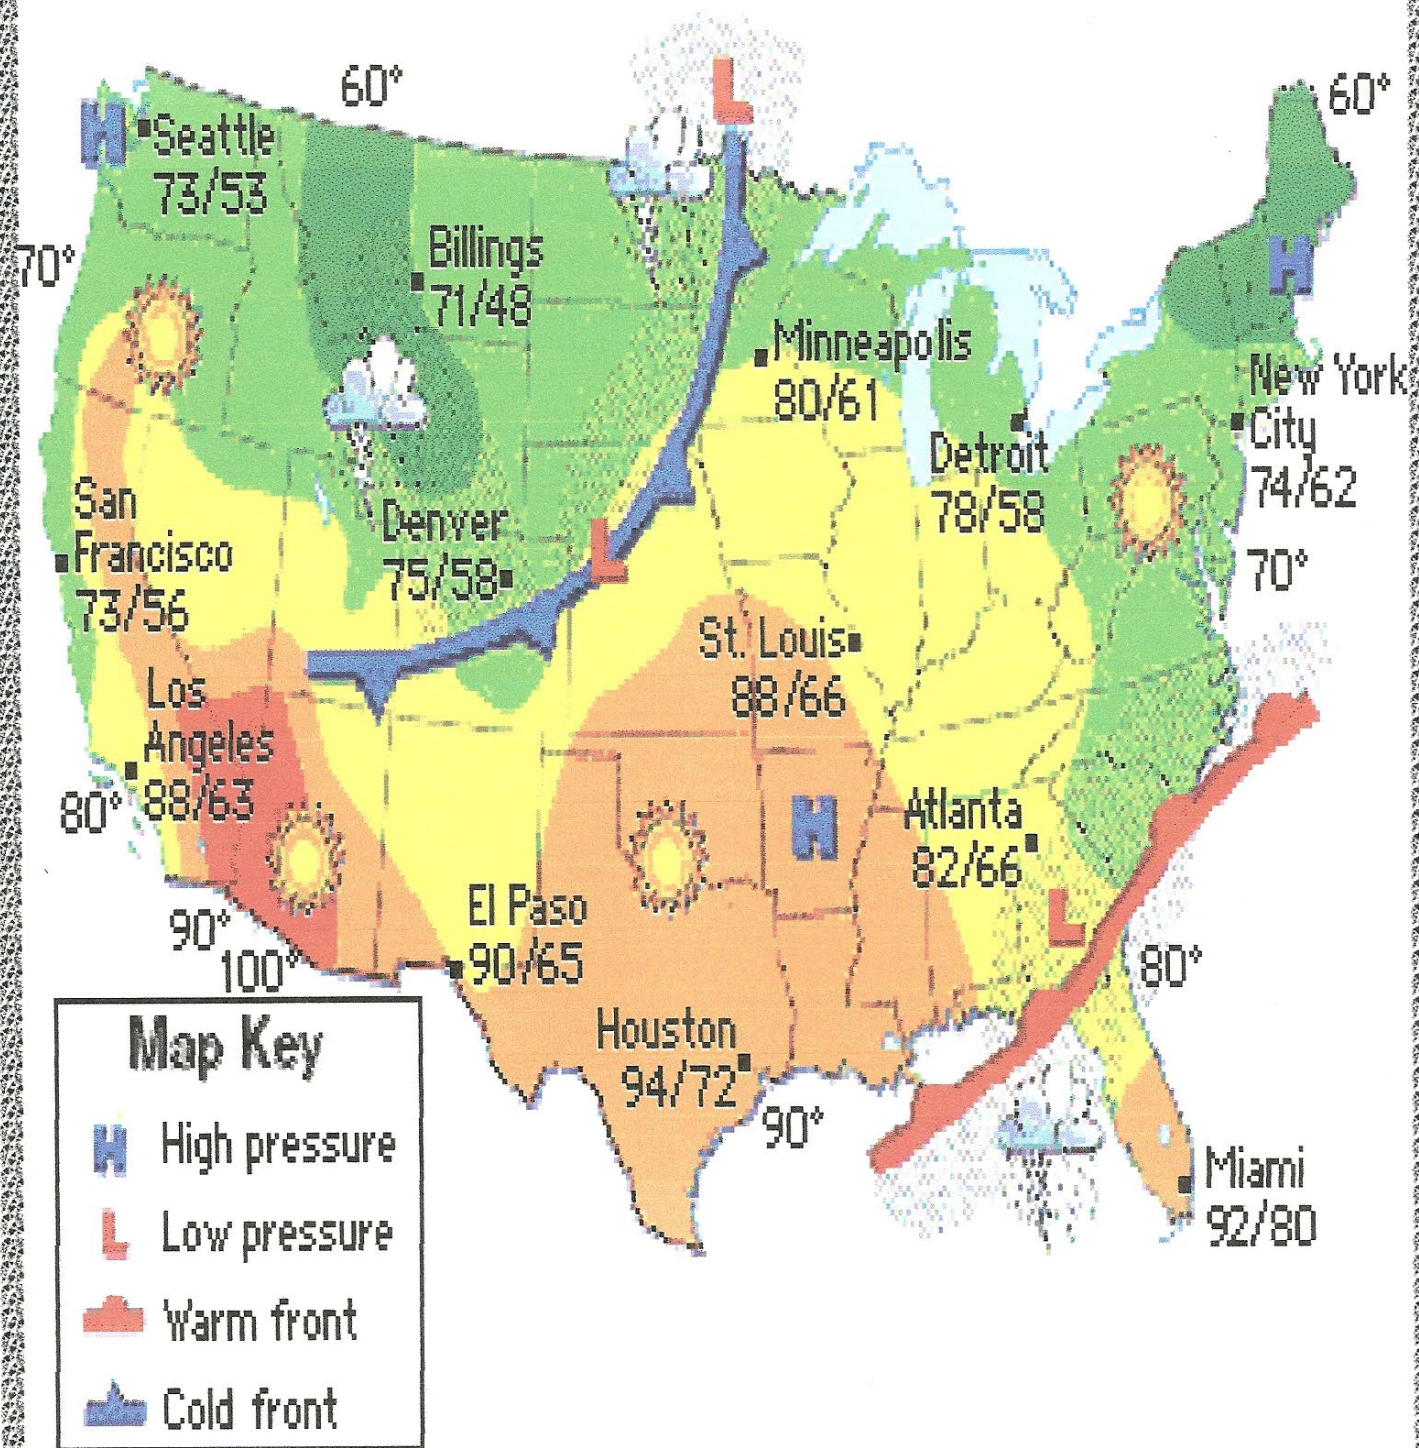 60°
L
60°
H
Seattle
73/53
Billings
71/48
70°
H
Minneapolis
80/61
New York
City
74/62
Detroit
78/58
San
Francisco
73/56
Denver
75/58
L
70°
St. Louis
88/66
Los
Angeles
88/63
80°
H
Atlanta
82/66
L
El Paso
90/65
90°
100°
80°
Houston
94/72
90°
Miami
92/80
Map Key
H High pressure
L Low pressure
Warm front
Cold front